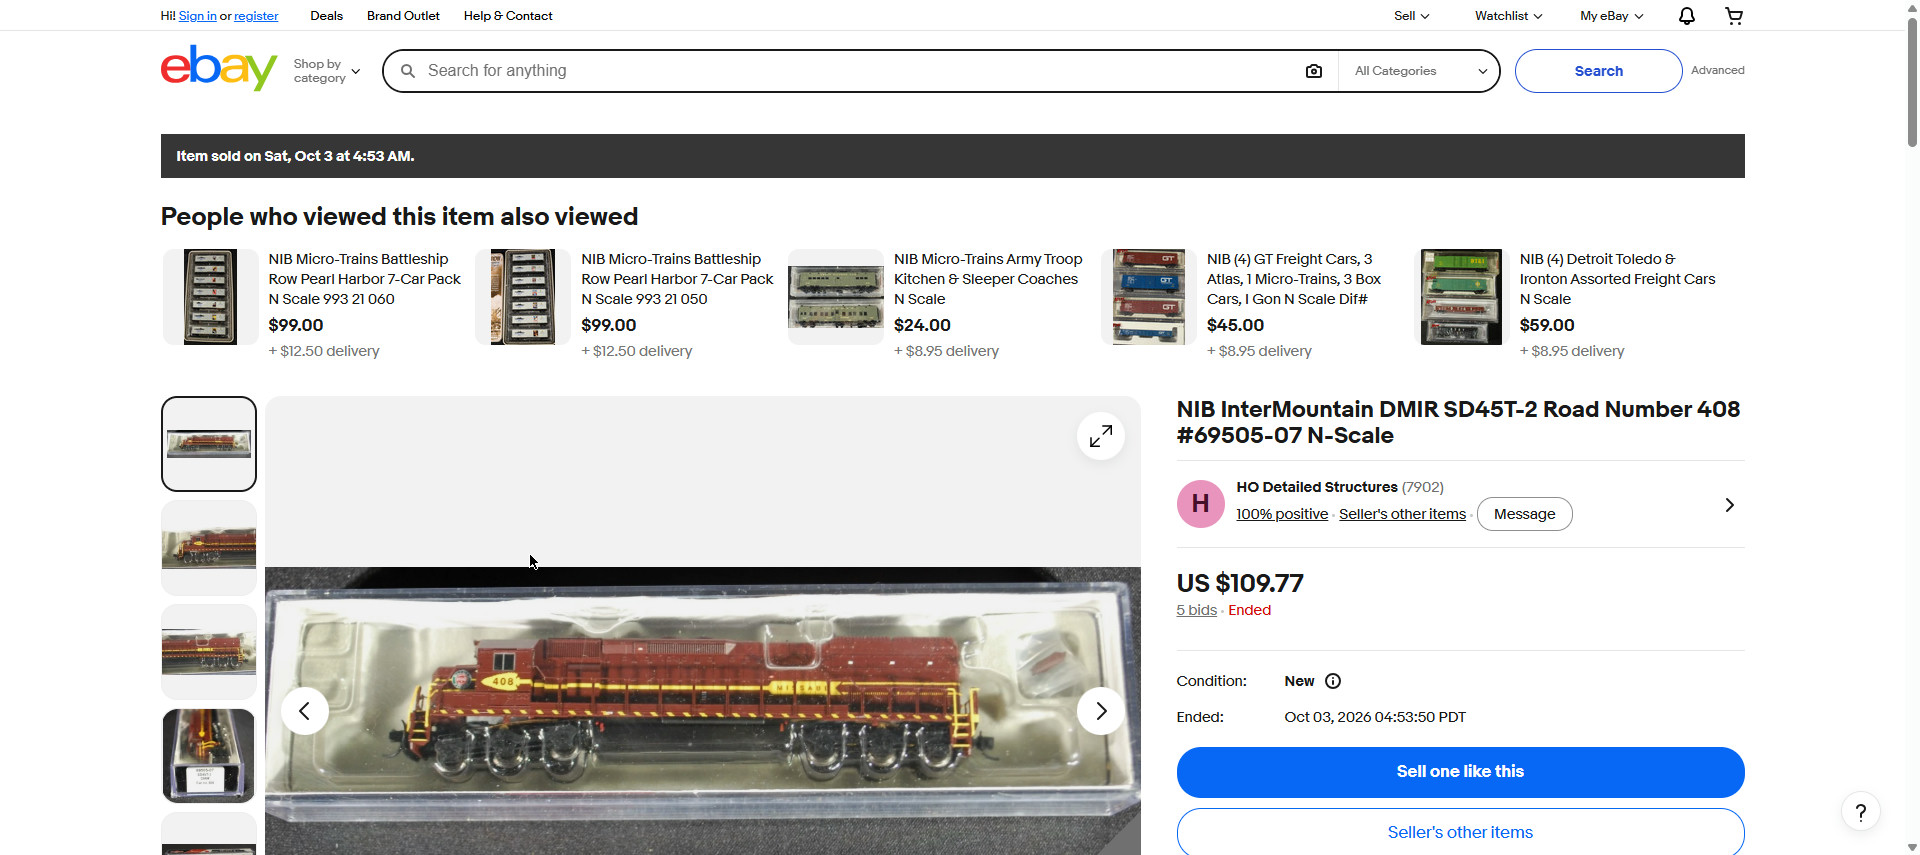 Hi! Sign in or register
Deals
Brand Outlet
Help & Contact
Sell
Watchlist
My eBay
ebay
Shop by
category
Search for anything
All Categories
Search
Advanced
Item sold on Sat, Oct 3 at 4:53 AM.
People who viewed this item also viewed
NIB Micro-Trains Battleship
Row Pearl Harbor 7-Car Pack
N Scale 993 21 060
$99.00
+ $12.50 delivery
NIB Micro-Trains Battleship
Row Pearl Harbor 7-Car Pack
N Scale 993 21 050
$99.00
+ $12.50 delivery
NIB Micro-Trains Army Troop
Kitchen & Sleeper Coaches
N Scale
$24.00
+ $8.95 delivery
NIB (4) GT Freight Cars, 3
Atlas, 1 Micro-Trains, 3 Box
Cars, I Gon N Scale Dif#
$45.00
+ $8.95 delivery
NIB (4) Detroit Toledo &
Ironton Assorted Freight Cars
N Scale
$59.00
+ $8.95 delivery
408
NIB InterMountain DMIR SD45T-2 Road Number 408
#69505-07 N-Scale
H
HO Detailed Structures (7902)
100% positive · Seller's other items · Message
US $109.77
5 bids · Ended
Condition: New
Ended: Oct 03, 2026 04:53:50 PDT
Sell one like this
Seller's other items
?